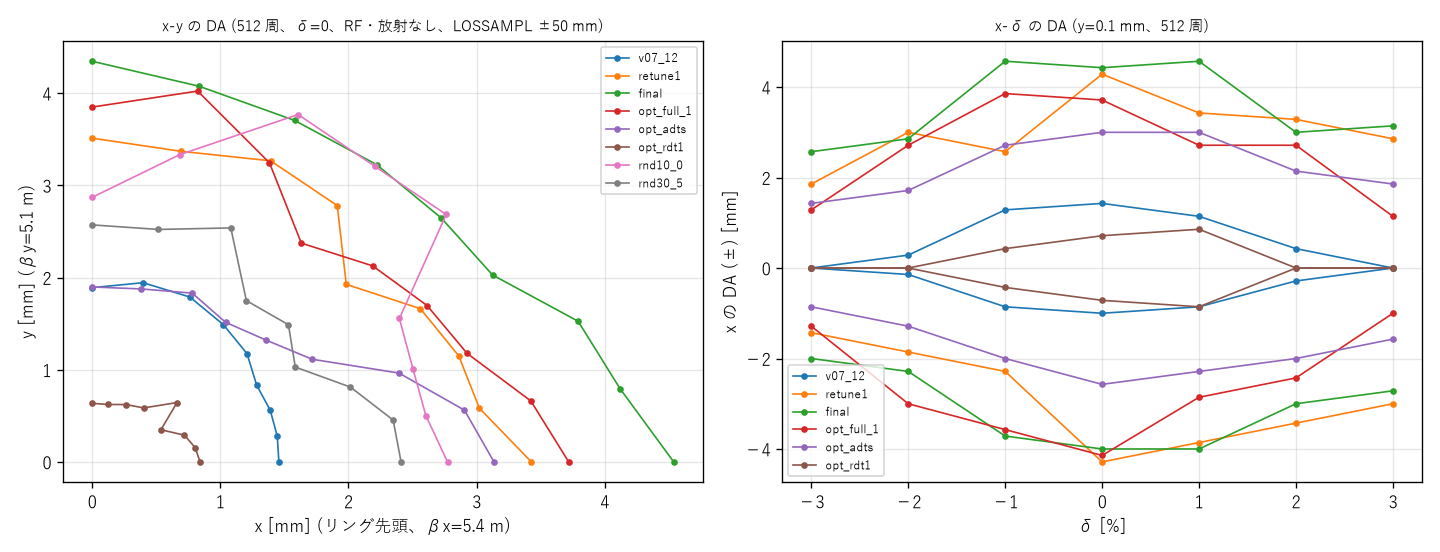 x-y の DA (512 周、 δ=0、RF・放射なし、LOSSAMPL ±50 mm)
y [mm] (βy=5.1 m)
4
3
2
1
0
v07_12
retune1
final
opt_full_1
opt_adts
opt_rdt1
rnd10_0
rnd30_5
0 1 2 3 4
x [mm] (リング先頭、βx=5.4 m)
x-δ の DA (y=0.1 mm、512 周)
x の DA (±) [mm]
4
2
0
−2
−4
v07_12
retune1
final
opt_full_1
opt_adts
opt_rdt1
−3 −2 −1 0 1 2 3
δ [%]